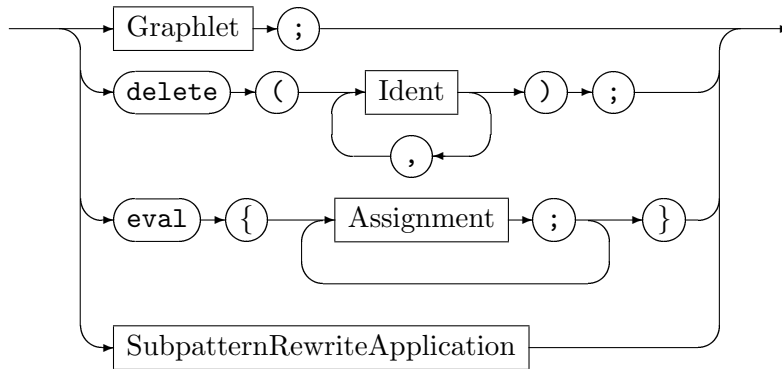 Graphlet ;
delete ( Ident ) ;
,
eval { Assignment ; }
SubpatternRewriteApplication